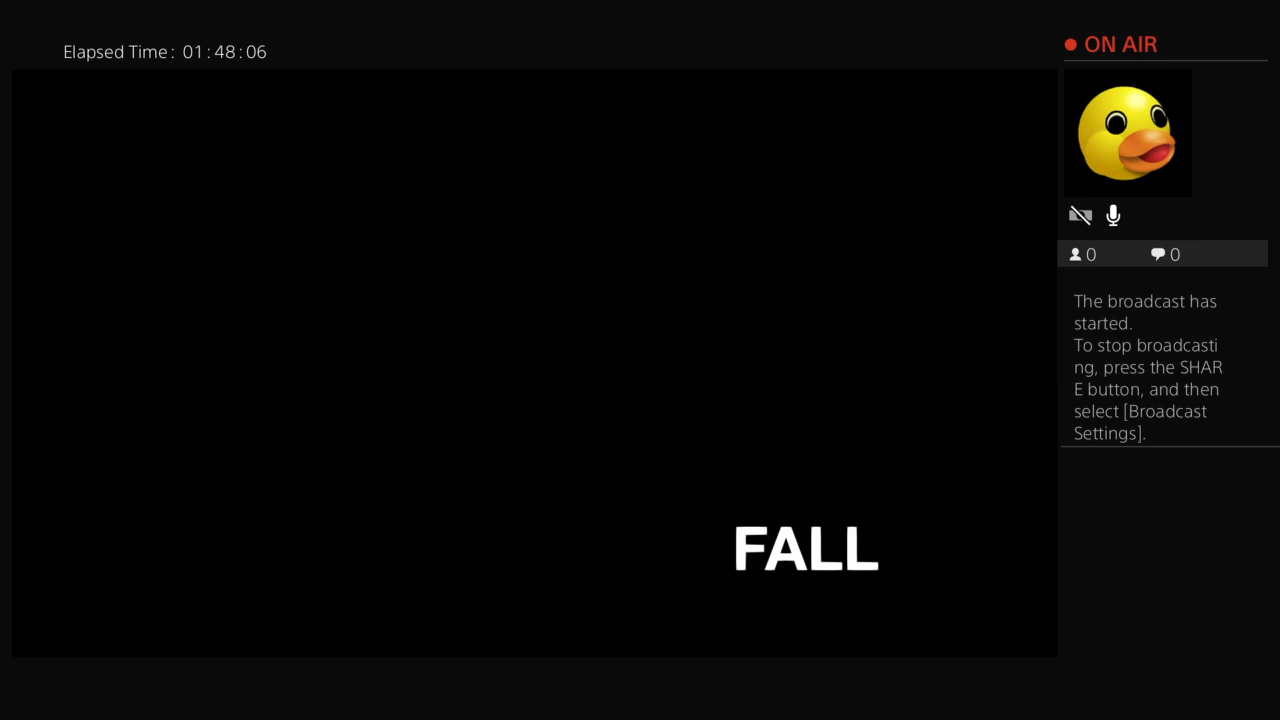 Elapsed Time: 01:48:06
ON AIR
0 0
The broadcast has
started.
To stop broadcasti
ng, press the SHAR
E button, and then
select [Broadcast
Settings].
FALL